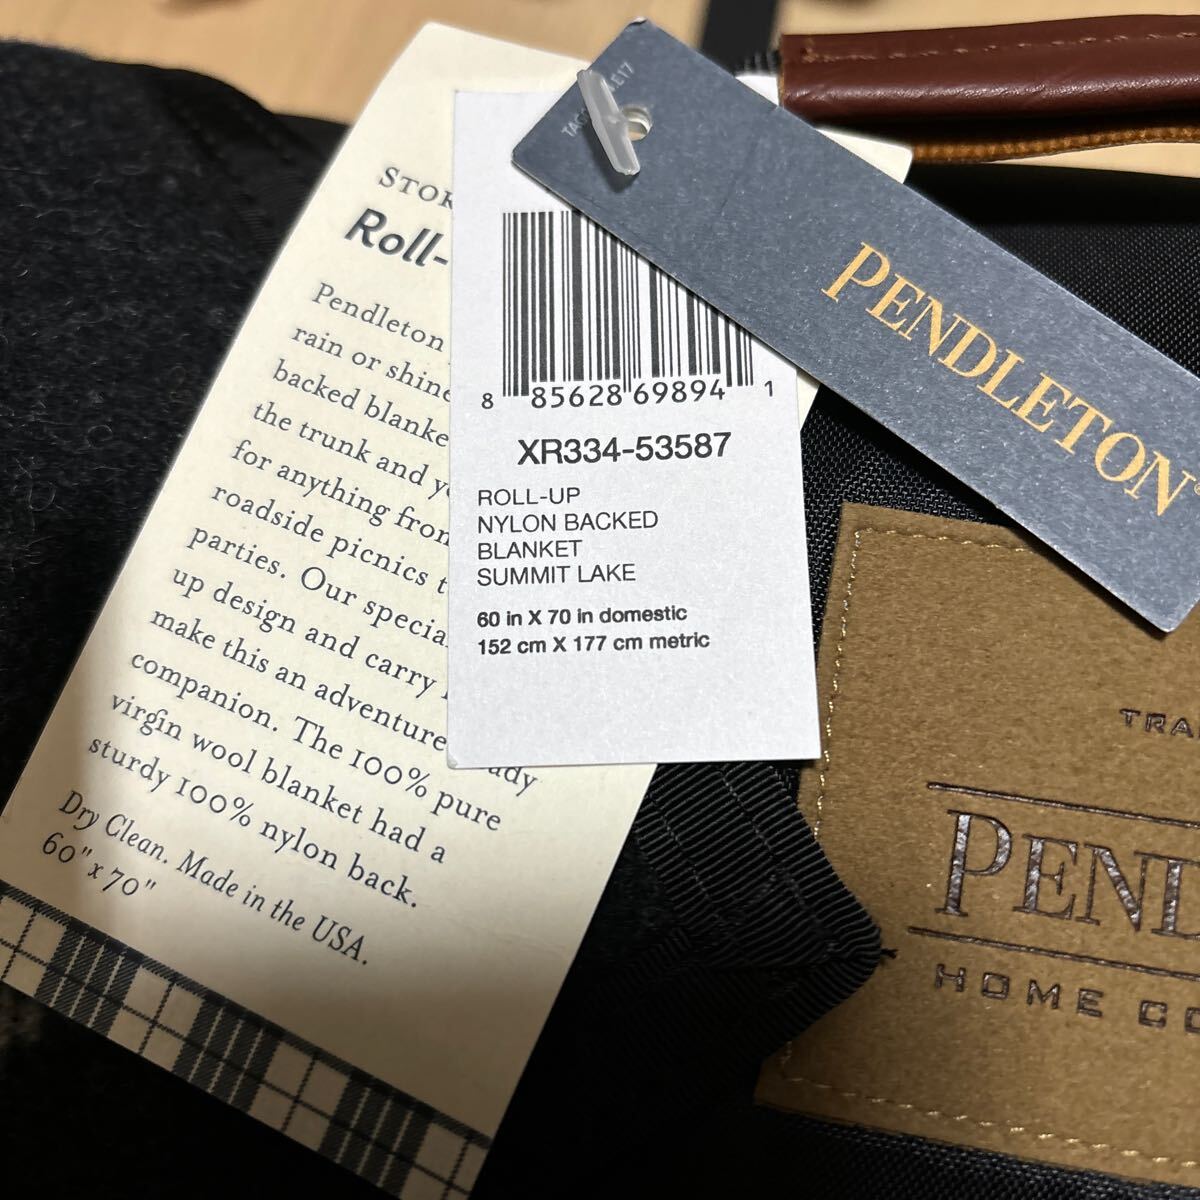 Roll-
Pendleton
rain or shine
backed blanke
the trunk and
for anything from
roadside picnics
parties. Our specia
up design and carry
make this an adventure
companion. The 100% pure
virgin wool blanket had a
sturdy 100% nylon back.
Dry Clean. Made in the USA.
60" x 70"
8 85628 69894 1
XR334-53587
ROLL-UP
NYLON BACKED
BLANKET
SUMMIT LAKE
60 in X 70 in domestic
152 cm X 177 cm metric
PENDLETON
TRA
PEND
HOME CO